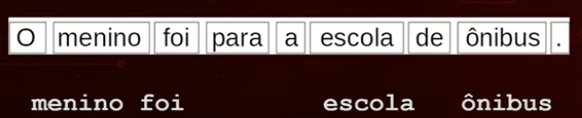 O menino foi para a escola de ônibus .
menino foi escola ônibus